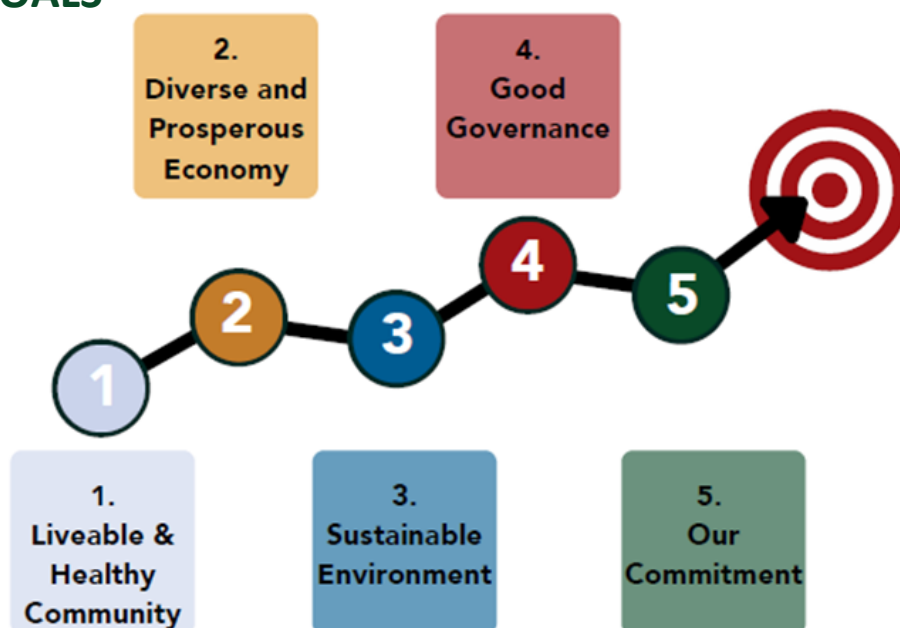 2.
Diverse and
Prosperous
Economy
4.
Good
Governance
1
2
3
4
5
1.
Liveable &
Healthy
Community
3.
Sustainable
Environment
5.
Our
Commitment